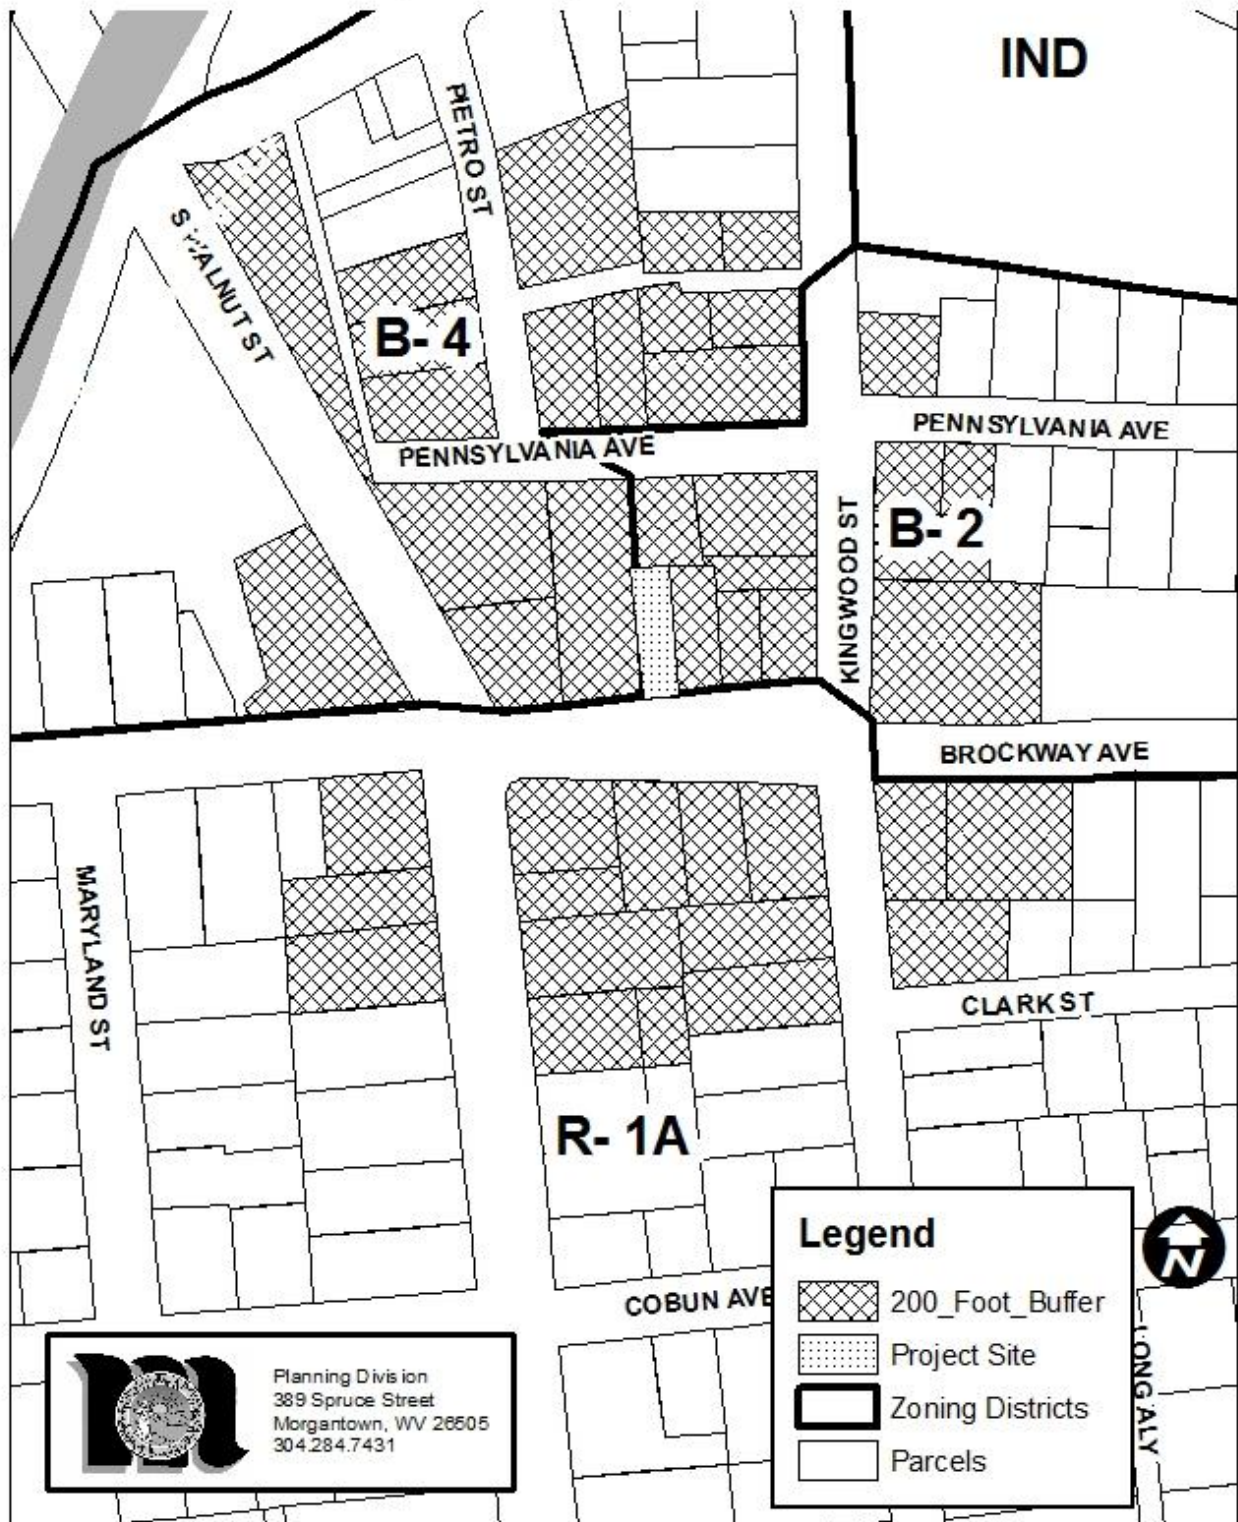 IND
PIETRO ST
S WALNUT ST
B- 4
PENNSYLVANIA AVE
PENNSYLVANIA AVE
B- 2
KINGWOOD ST
BROCKWAY AVE
MARYLAND ST
CLARK ST
R- 1A
COBUN AVE
LONG ALY
Legend
200_Foot_Buffer
Project Site
Zoning Districts
Parcels
N
Planning Division
389 Spruce Street
Morgantown, WV 26505
304.284.7431